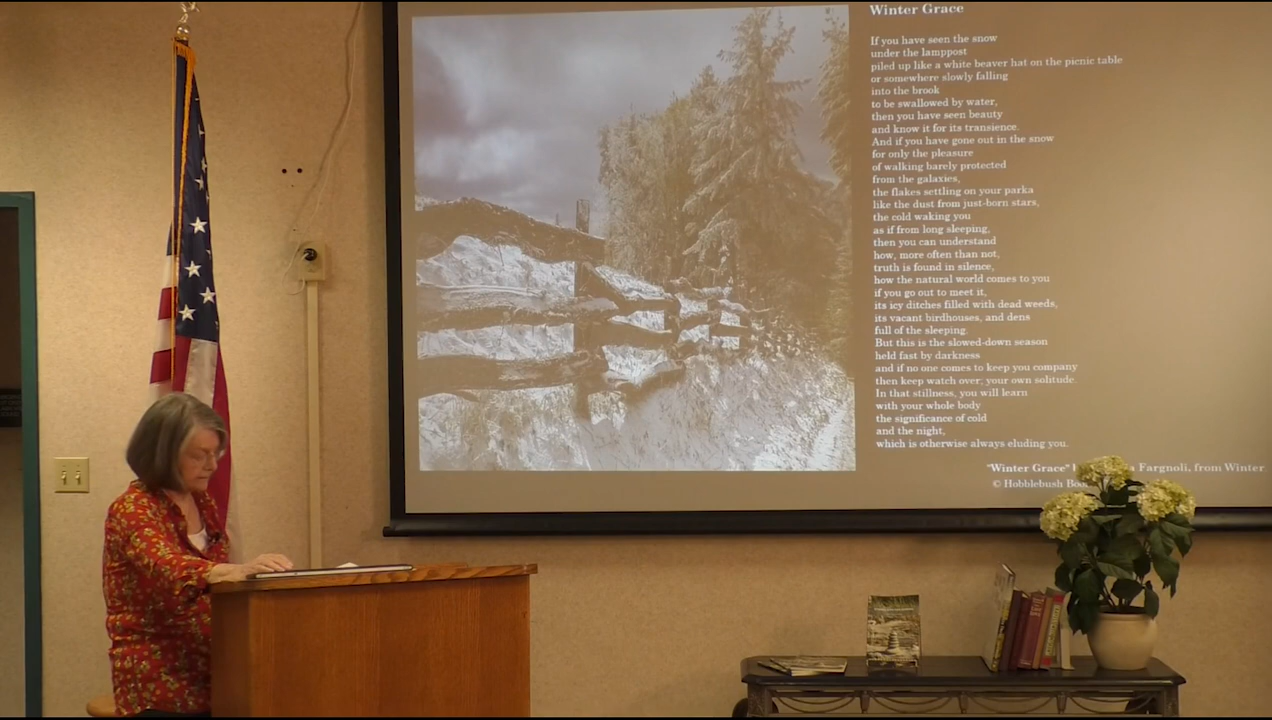 Winter Grace
If you have seen the snow
under the lamppost
piled up like a white beaver hat on the picnic table
or somewhere slowly falling
into the brook
to be swallowed by water,
then you have seen beauty
and know it for its transience.
And if you have gone out in the snow
for only the pleasure
of walking barely protected
from the galaxies,
the flakes settling on your parka
like the dust from just-born stars,
the cold waking you
as if from long sleeping,
then you can understand
how, more often than not,
truth is found in silence,
how the natural world comes to you
if you go out to meet it,
its icy ditches filled with dead weeds,
its vacant birdhouses, and dens
full of the sleeping.
But this is the slowed-down season
held fast by darkness
and if no one comes to keep you company
then keep watch over, your own solitude.
In that stillness, you will learn
with your whole body
the significance of cold
and the night,
which is otherwise always eluding you.
"Winter Grace" Fargnoli, from Winter
© Hobblebush